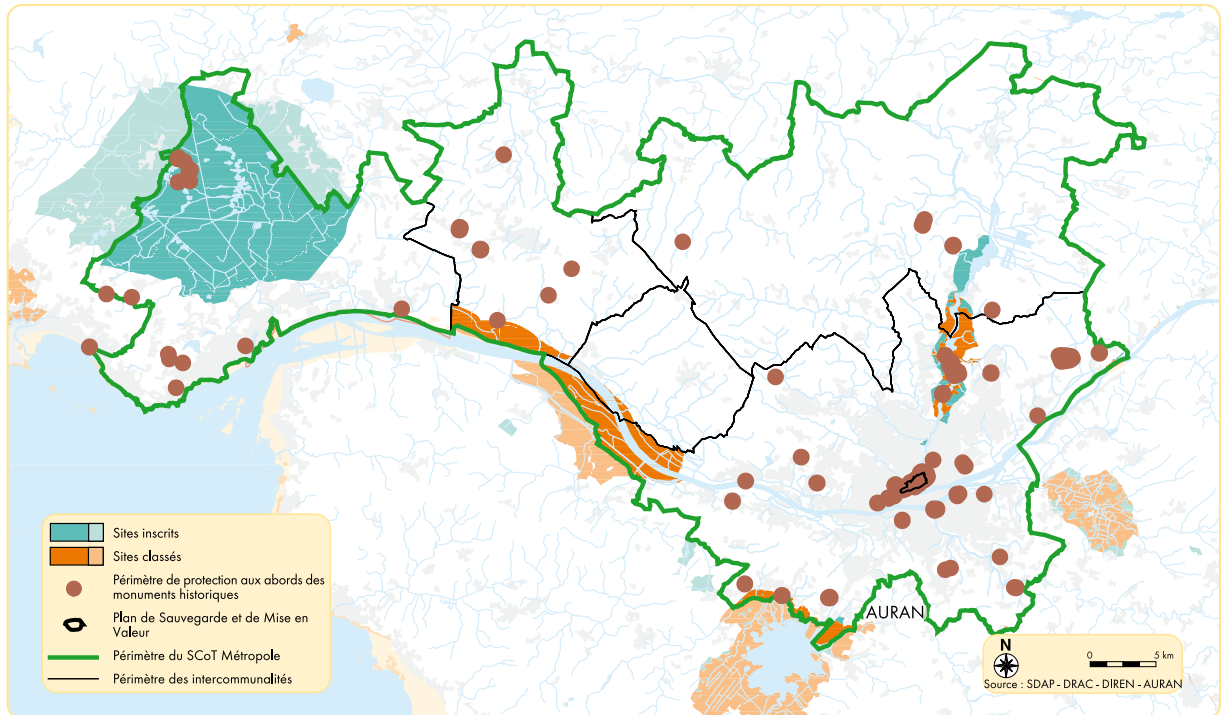 AURAN
Sites inscrits
Sites classés
Périmètre de protection aux abords des
monuments historiques
Plan de Sauvegarde et de Mise en
Valeur
Périmètre du SCoT Métropole
Périmètre des intercommunalités
N
0 5 km
Source : SDAP - DRAC - DIREN - AURAN